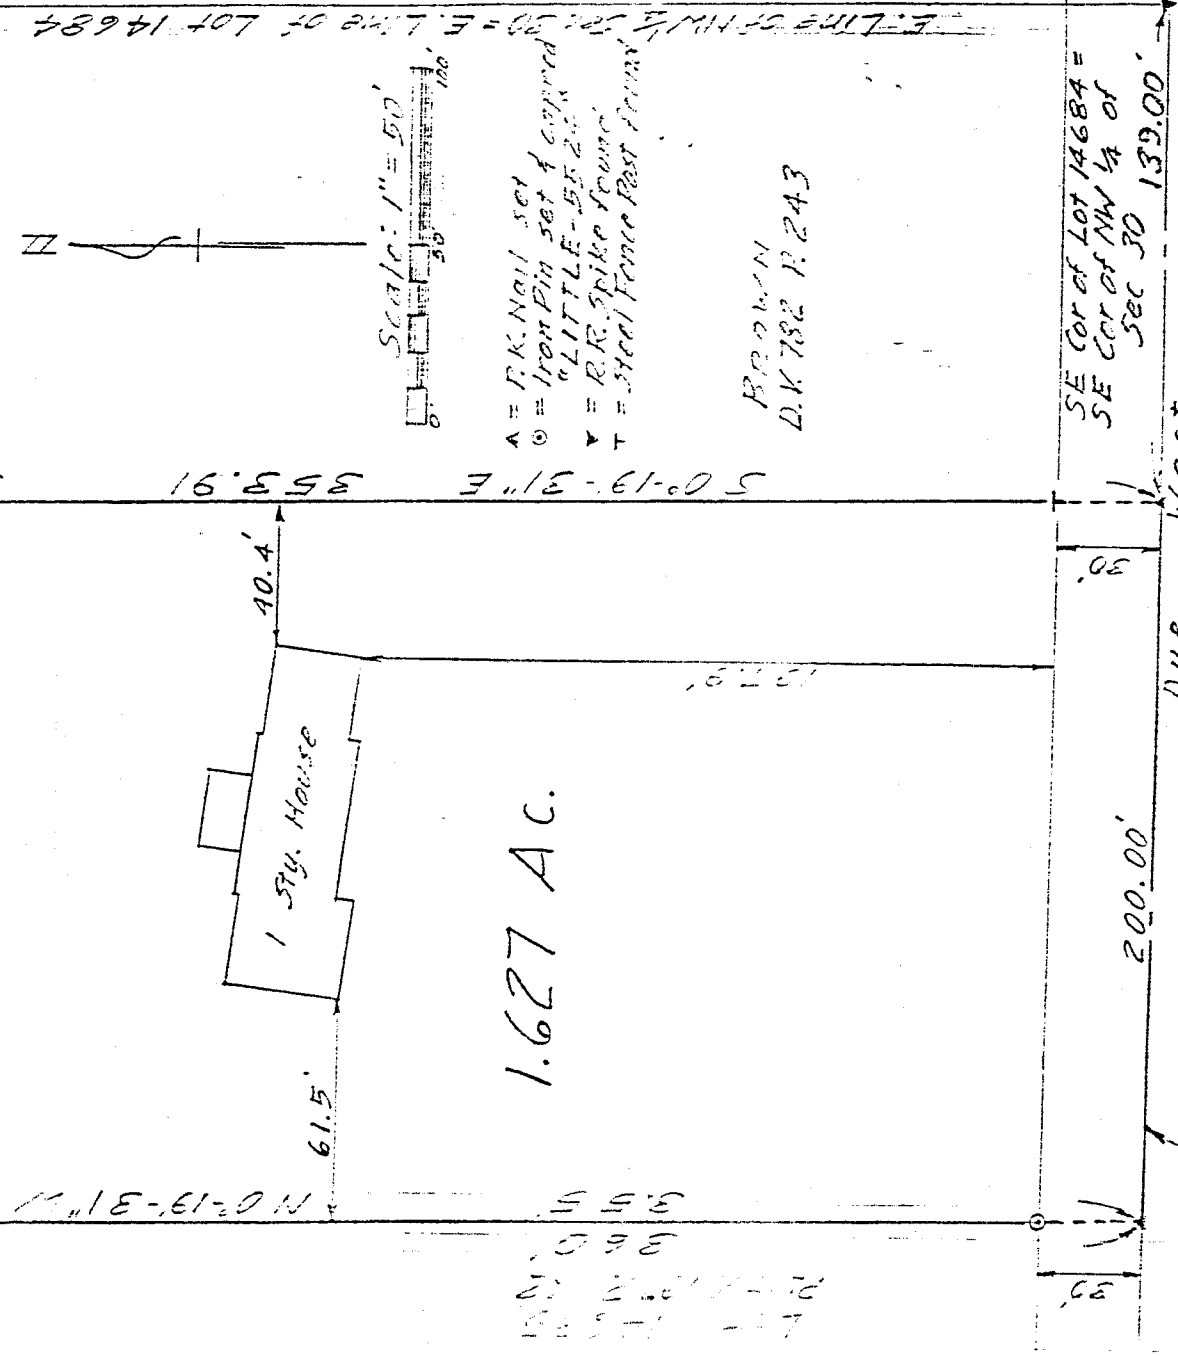 E. Line of NW ¼ Sec 30 = E. Line of Lot 14684
N
Scale: 1" = 50'
0 50 100'
∧ = P.K. Nail set
⊙ = Iron Pin set & capped
"LITTLE-5522"
▾ = R.R. Spike found
T = Steel Fence Post found
BROWN
D.V. 782 P. 243
SE Cor of Lot 14684 =
SE Cor of NW ¼ of
Sec 30
139.00'
S 0°-19'-31" E 353.91
40.4'
30'
1 Sty. House
1.627 AC.
61.5'
200.00'
N 0°-19'-31" W
355'
360'
30'